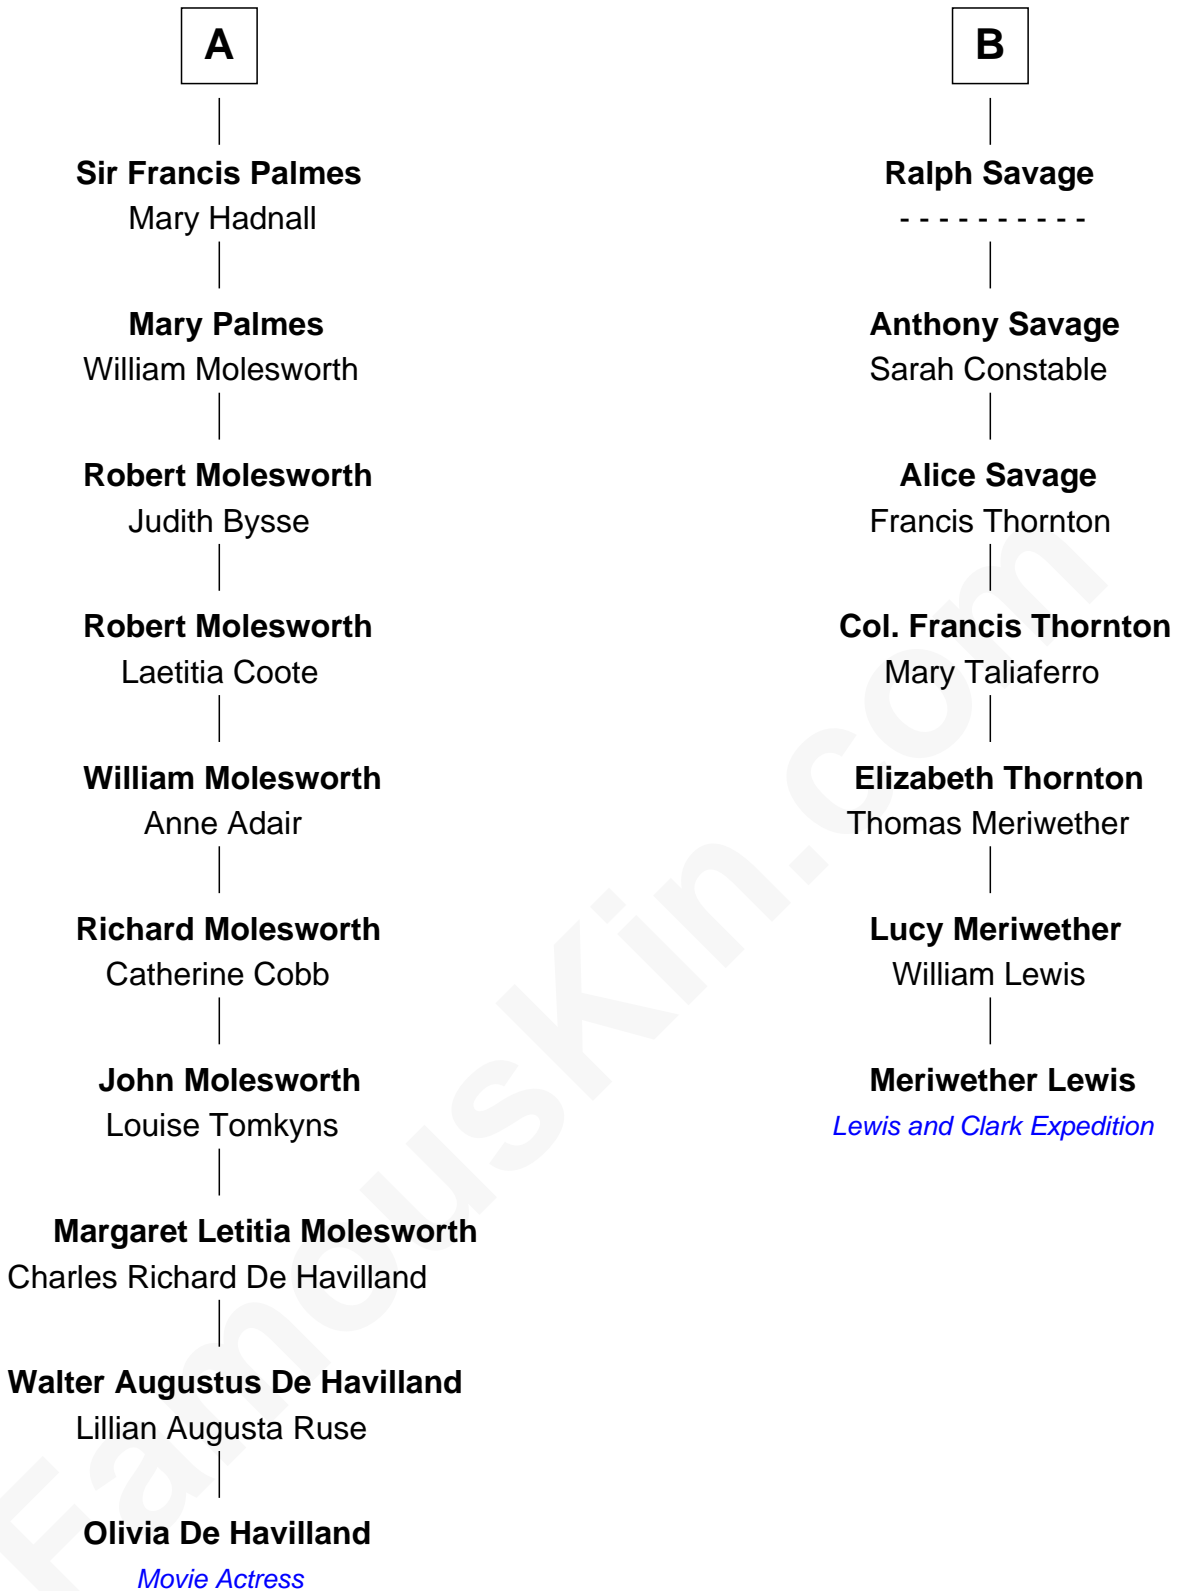 A
Sir Francis Palmes
Mary Hadnall
Mary Palmes
William Molesworth
Robert Molesworth
Judith Bysse
Robert Molesworth
Laetitia Coote
William Molesworth
Anne Adair
Richard Molesworth
Catherine Cobb
John Molesworth
Louise Tomkyns
Margaret Letitia Molesworth
Charles Richard De Havilland
Walter Augustus De Havilland
Lillian Augusta Ruse
Olivia De Havilland
Movie Actress
B
Ralph Savage
- - - - - - - - - -
Anthony Savage
Sarah Constable
Alice Savage
Francis Thornton
Col. Francis Thornton
Mary Taliaferro
Elizabeth Thornton
Thomas Meriwether
Lucy Meriwether
William Lewis
Meriwether Lewis
Lewis and Clark Expedition
FamousKin.com